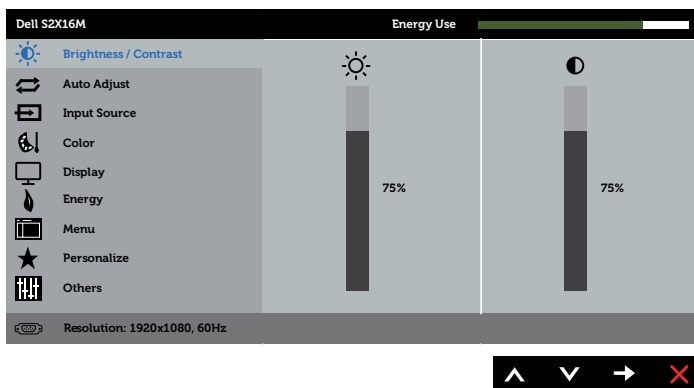 Dell S2X16M Energy Use
Brightness / Contrast
Auto Adjust
Input Source
Color
Display
Energy
Menu
Personalize
Others
75% 75%
Resolution: 1920x1080, 60Hz